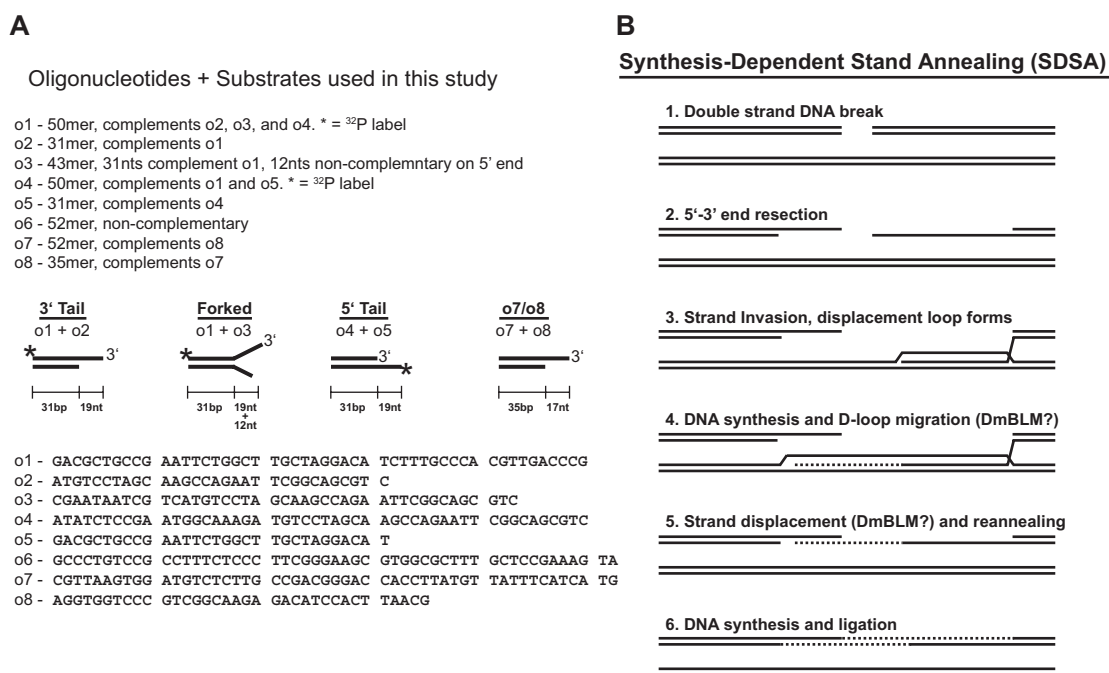 A
Oligonucleotides + Substrates used in this study
o1 - 50mer, complements o2, o3, and o4. * = ³²P label
o2 - 31mer, complements o1
o3 - 43mer, 31nts complement o1, 12nts non-complemntary on 5' end
o4 - 50mer, complements o1 and o5. * = ³²P label
o5 - 31mer, complements o4
o6 - 52mer, non-complementary
o7 - 52mer, complements o8
o8 - 35mer, complements o7
3' Tail
o1 + o2
* 3'
31bp 19nt
Forked
o1 + o3
* 3'
31bp 19nt
+
12nt
5' Tail
o4 + o5
3' *
31bp 19nt
o7/o8
o7 + o8
3'
35bp 17nt
o1 - GACGCTGCCG AATTCTGGCT TGCTAGGACA TCTTTGCCCA CGTTGACCCG
o2 - ATGTCCTAGC AAGCCAGAAT TCGGCAGCGT C
o3 - CGAATAATCG TCATGTCCTA GCAAGCCAGA ATTCGGCAGC GTC
o4 - ATATCTCCGA ATGGCAAAGA TGTCCTAGCA AGCCAGAATT CGGCAGCGTC
o5 - GACGCTGCCG AATTCTGGCT TGCTAGGACA T
o6 - GCCCTGTCCG CCTTTCTCCC TTCGGGAAGC GTGGCGCTTT GCTCCGAAAG TA
o7 - CGTTAAGTGG ATGTCTCTTG CCGACGGGAC CACCTTATGT TATTTCATCA TG
o8 - AGGTGGTCCC GTCGGCAAGA GACATCCACT TAACG
B
Synthesis-Dependent Stand Annealing (SDSA)
1. Double strand DNA break
2. 5'-3' end resection
3. Strand Invasion, displacement loop forms
4. DNA synthesis and D-loop migration (DmBLM?)
5. Strand displacement (DmBLM?) and reannealing
6. DNA synthesis and ligation